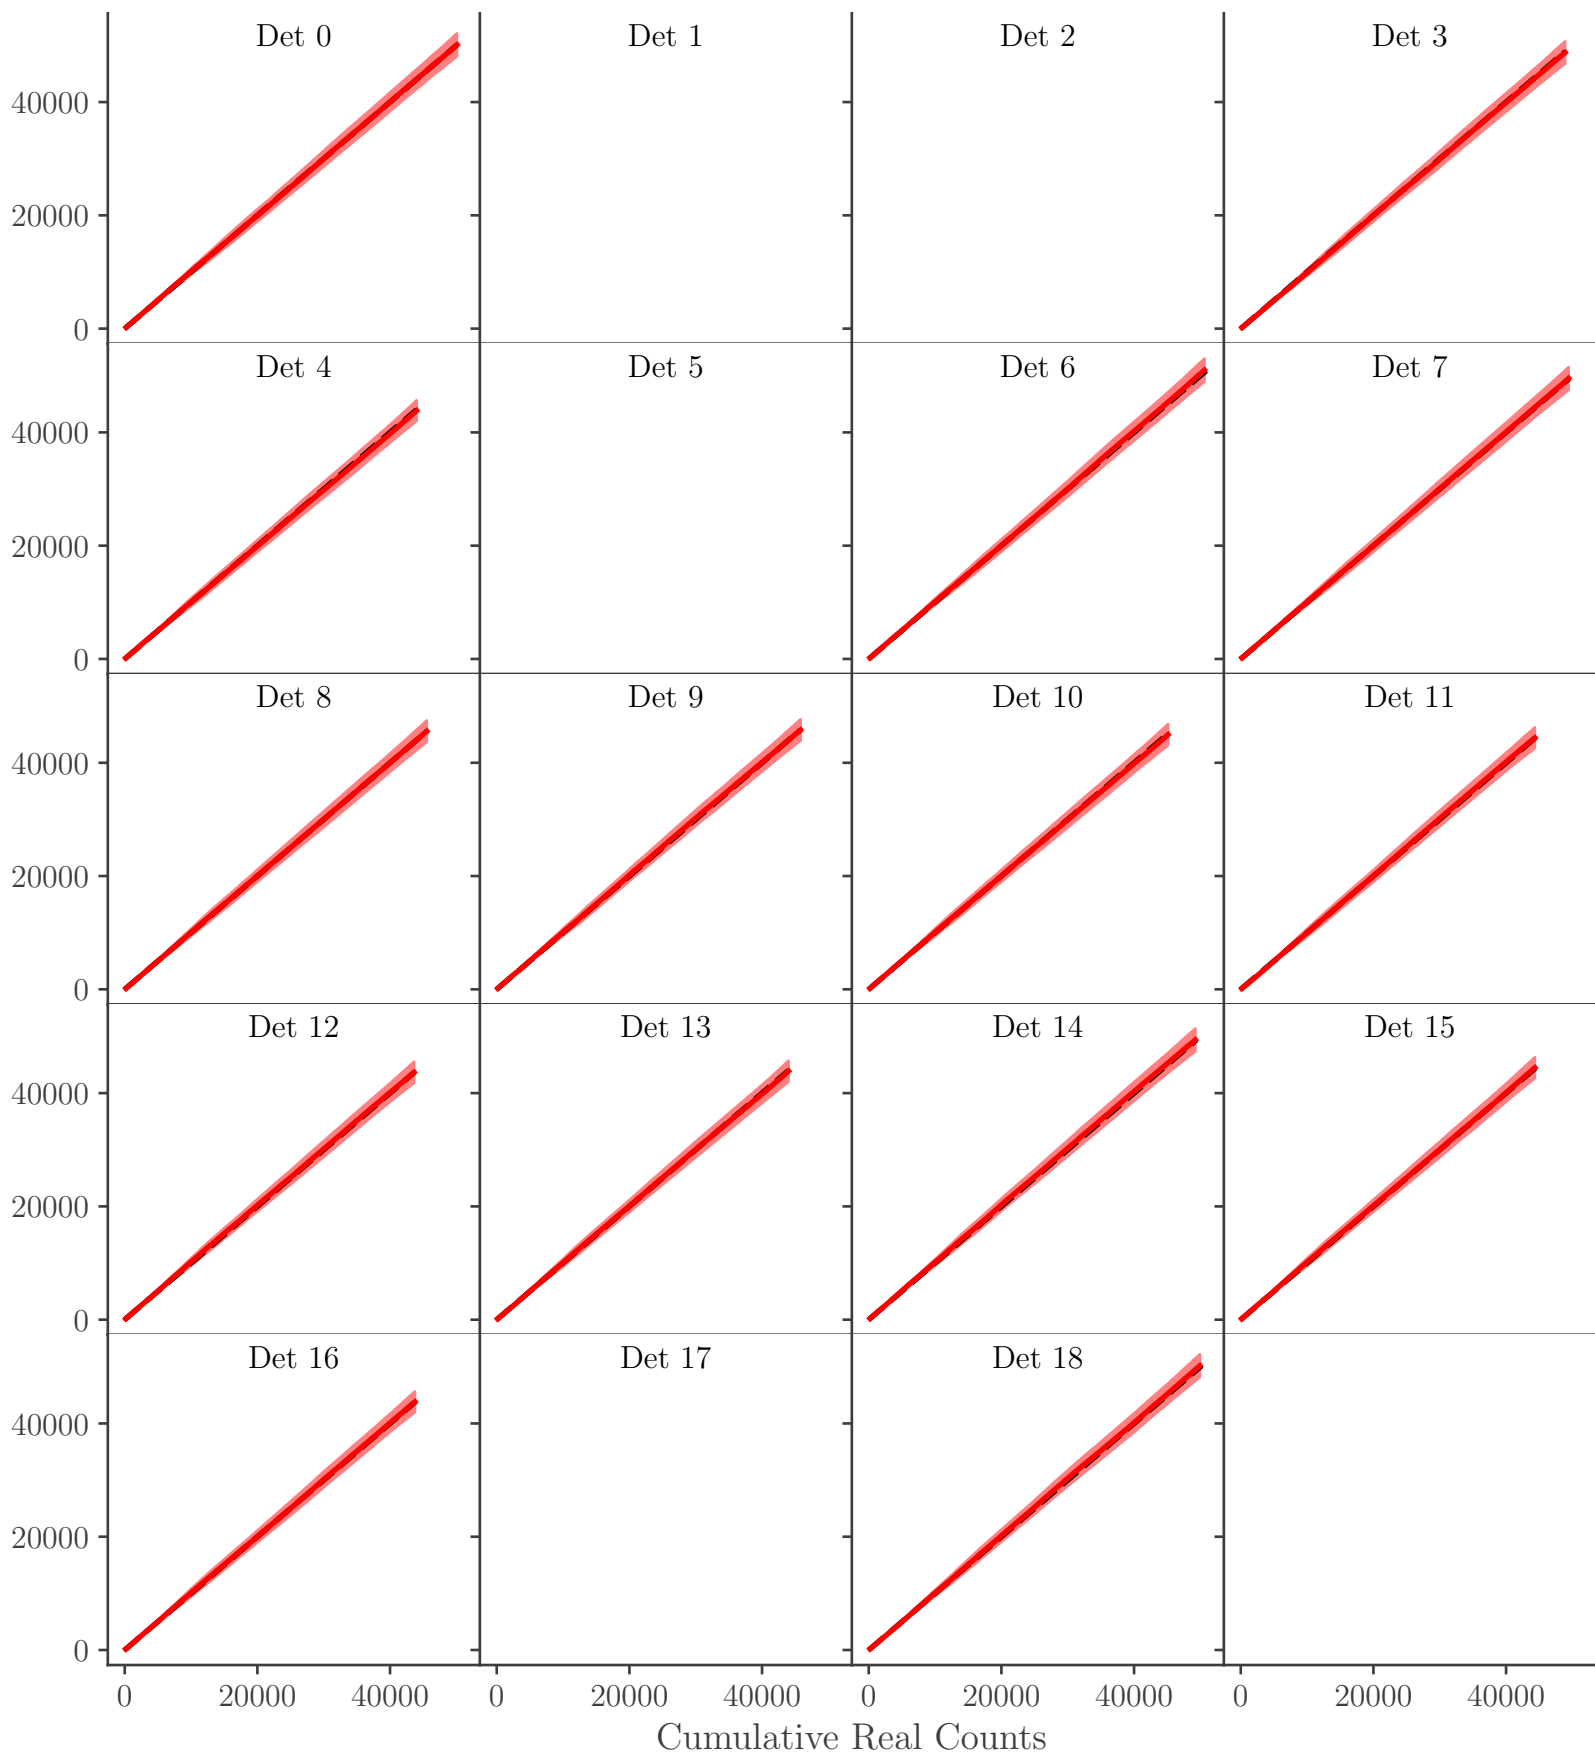 Det 0 Det 1 Det 2 Det 3
40000
20000
0
Det 4 Det 5 Det 6 Det 7
40000
20000
0
Det 8 Det 9 Det 10 Det 11
40000
20000
0
Det 12 Det 13 Det 14 Det 15
40000
20000
0
Det 16 Det 17 Det 18
40000
20000
0
0 20000 40000 0 20000 40000 0 20000 40000 0 20000 40000
Cumulative Real Counts